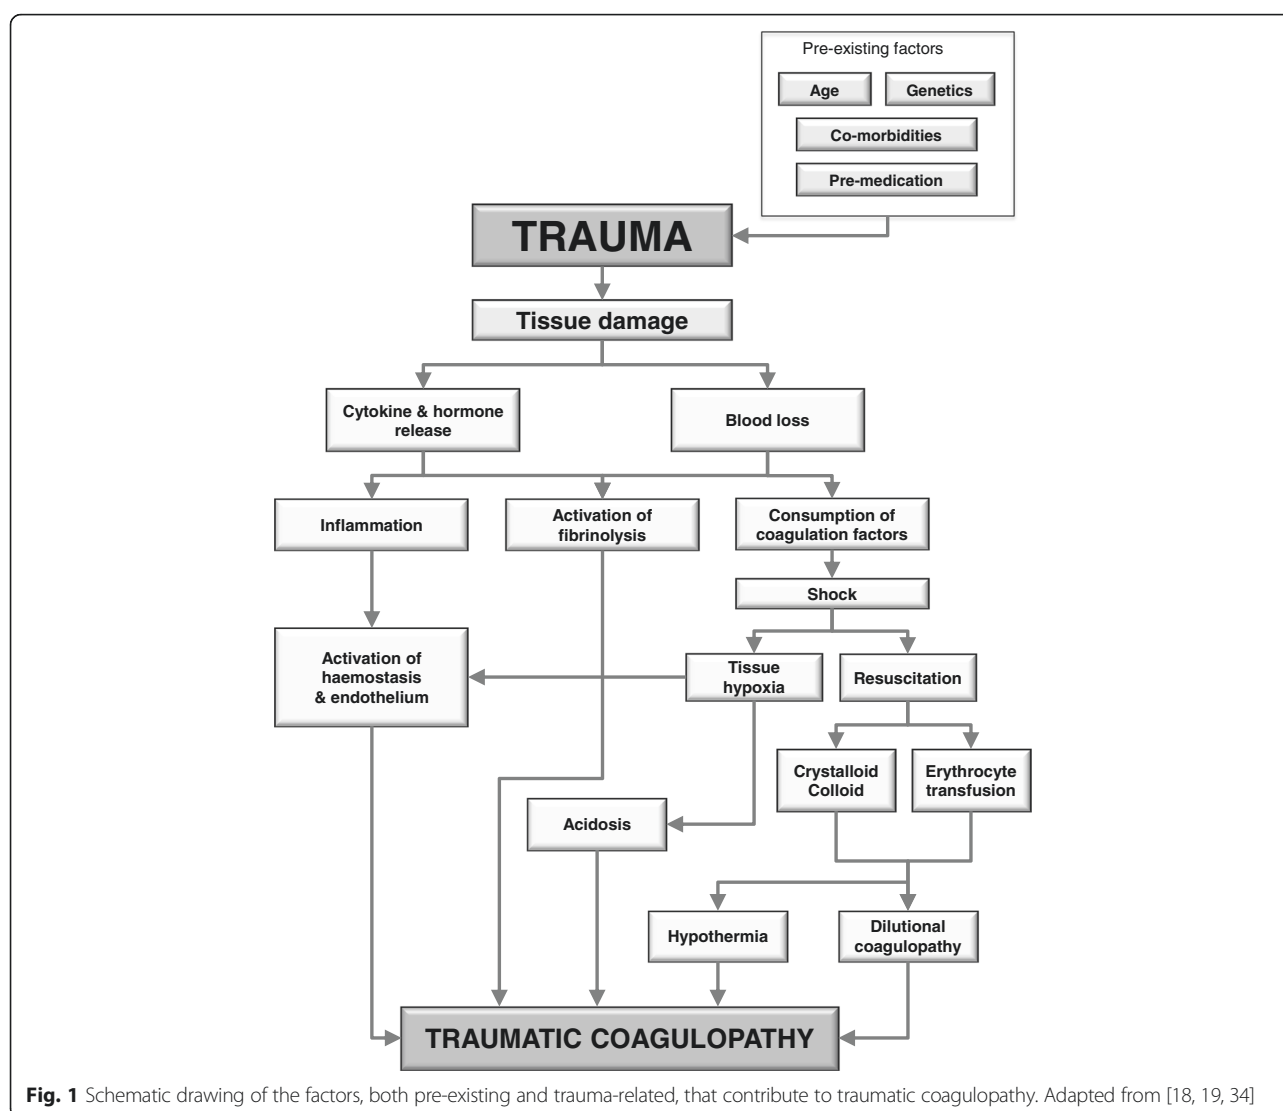 Pre-existing factors
Age
Genetics
Co-morbidities
Pre-medication
TRAUMA
Tissue damage
Cytokine & hormone
release
Blood loss
Inflammation
Activation of
fibrinolysis
Consumption of
coagulation factors
Shock
Activation of
haemostasis
& endothelium
Tissue
hypoxia
Resuscitation
Crystalloid
Colloid
Erythrocyte
transfusion
Acidosis
Hypothermia
Dilutional
coagulopathy
TRAUMATIC COAGULOPATHY
Fig. 1 Schematic drawing of the factors, both pre-existing and trauma-related, that contribute to traumatic coagulopathy. Adapted from [18, 19, 34]